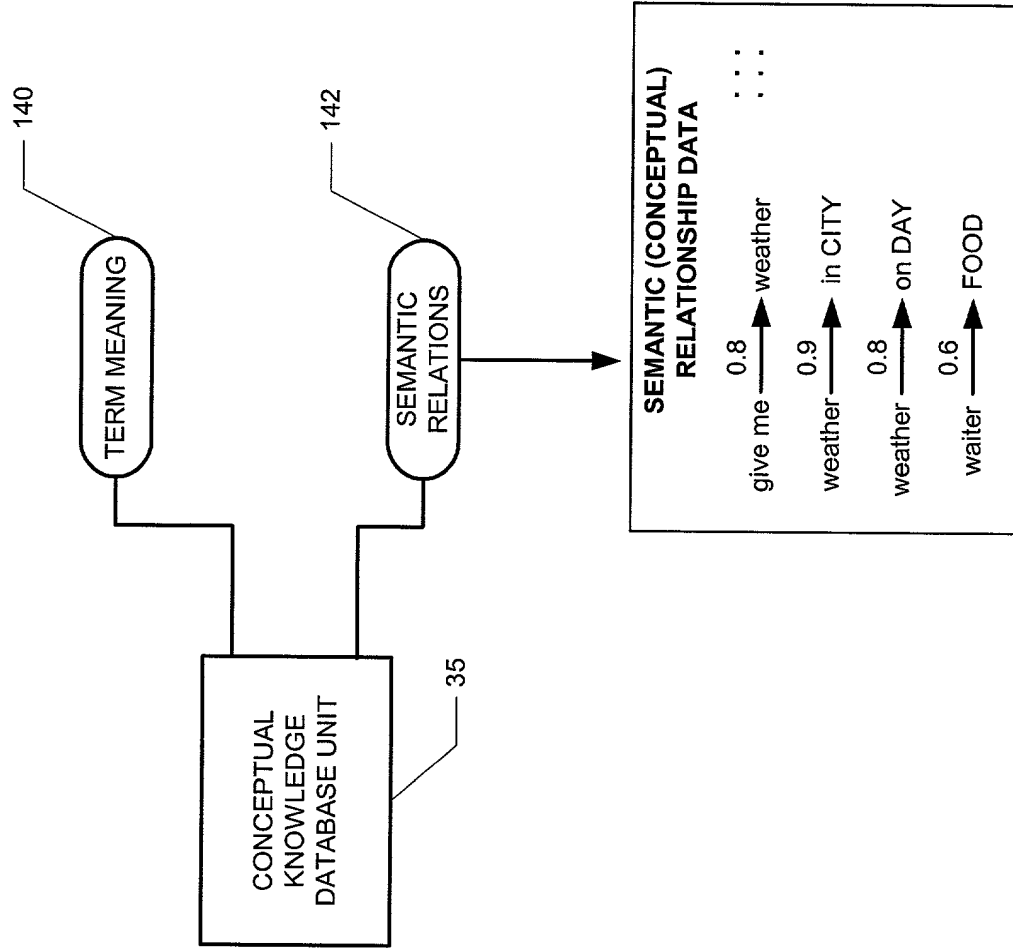 CONCEPTUAL
KNOWLEDGE
DATABASE UNIT
35
TERM MEANING
140
SEMANTIC
RELATIONS
142
SEMANTIC (CONCEPTUAL)
RELATIONSHIP DATA
give me 0.8 weather . . .
. . .
weather 0.9 in CITY
weather 0.8 on DAY
waiter 0.6 FOOD